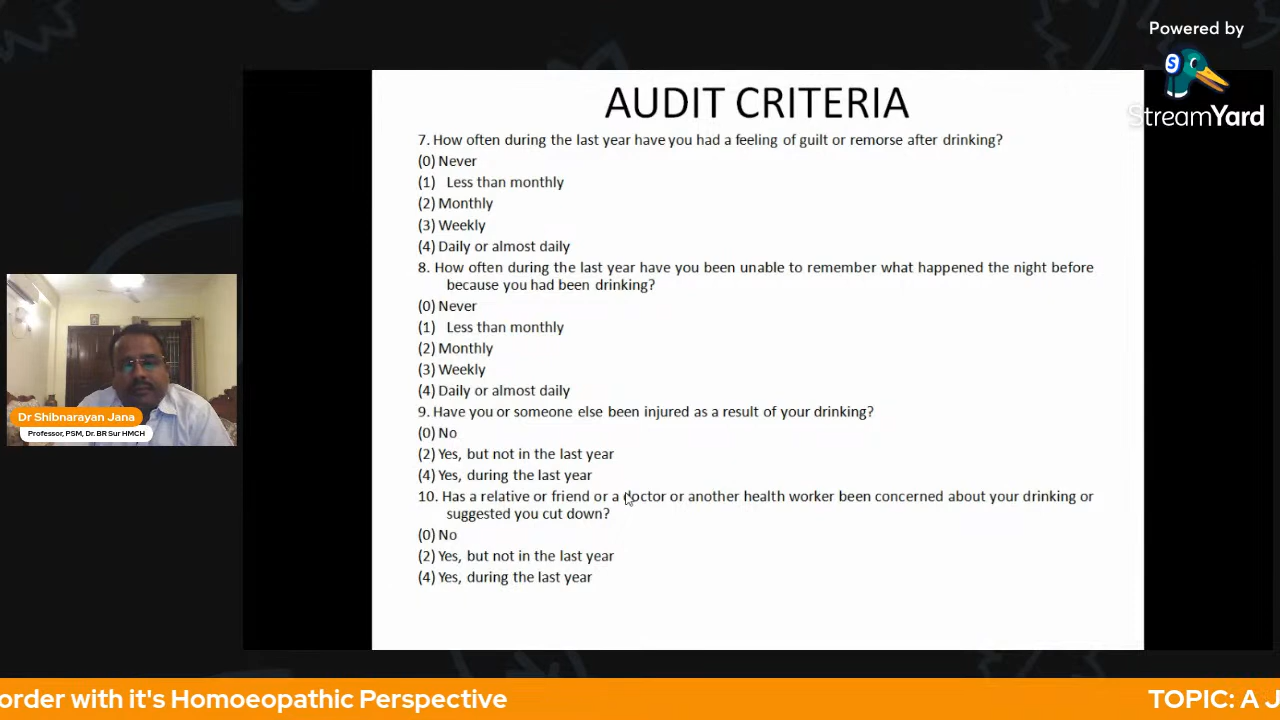 Powered by
StreamYard
AUDIT CRITERIA
7. How often during the last year have you had a feeling of guilt or remorse after drinking?
(0) Never
(1) Less than monthly
(2) Monthly
(3) Weekly
(4) Daily or almost daily
8. How often during the last year have you been unable to remember what happened the night before
because you had been drinking?
(0) Never
(1) Less than monthly
(2) Monthly
(3) Weekly
(4) Daily or almost daily
9. Have you or someone else been injured as a result of your drinking?
(0) No
(2) Yes, but not in the last year
(4) Yes, during the last year
10. Has a relative or friend or a doctor or another health worker been concerned about your drinking or
suggested you cut down?
(0) No
(2) Yes, but not in the last year
(4) Yes, during the last year
Dr Shibnarayan Jana
Professor, PSM, Dr. BR Sur HMCH
order with it's Homoeopathic Perspective
TOPIC: A J